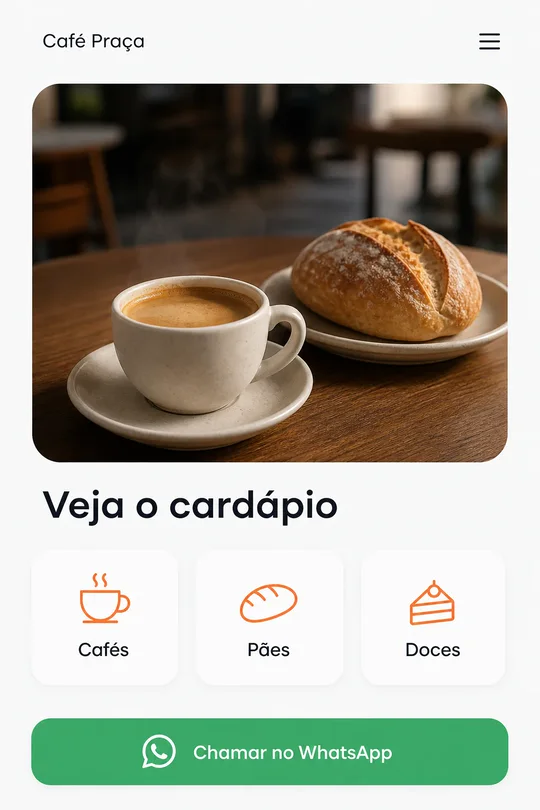 Café Praça
Veja o cardápio
Cafés
Pães
Doces
Chamar no WhatsApp